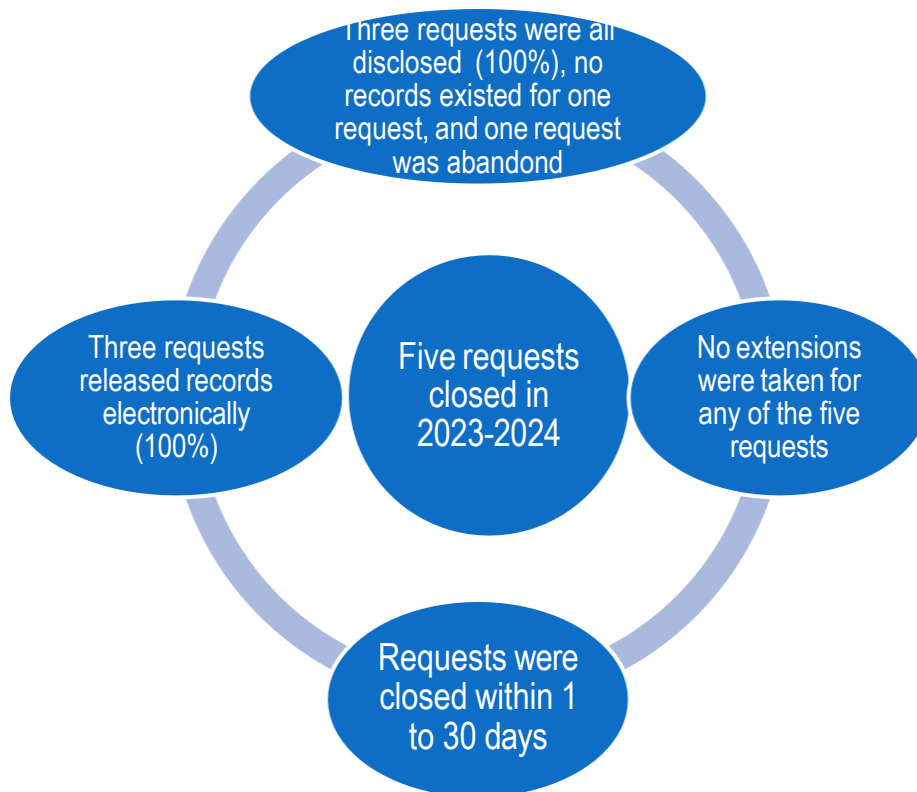 Three requests were all
disclosed (100%), no
records existed for one
request, and one request
was abandond
Three requests
released records
electronically
(100%)
Five requests
closed in
2023-2024
No extensions
were taken for
any of the five
requests
Requests were
closed within 1
to 30 days